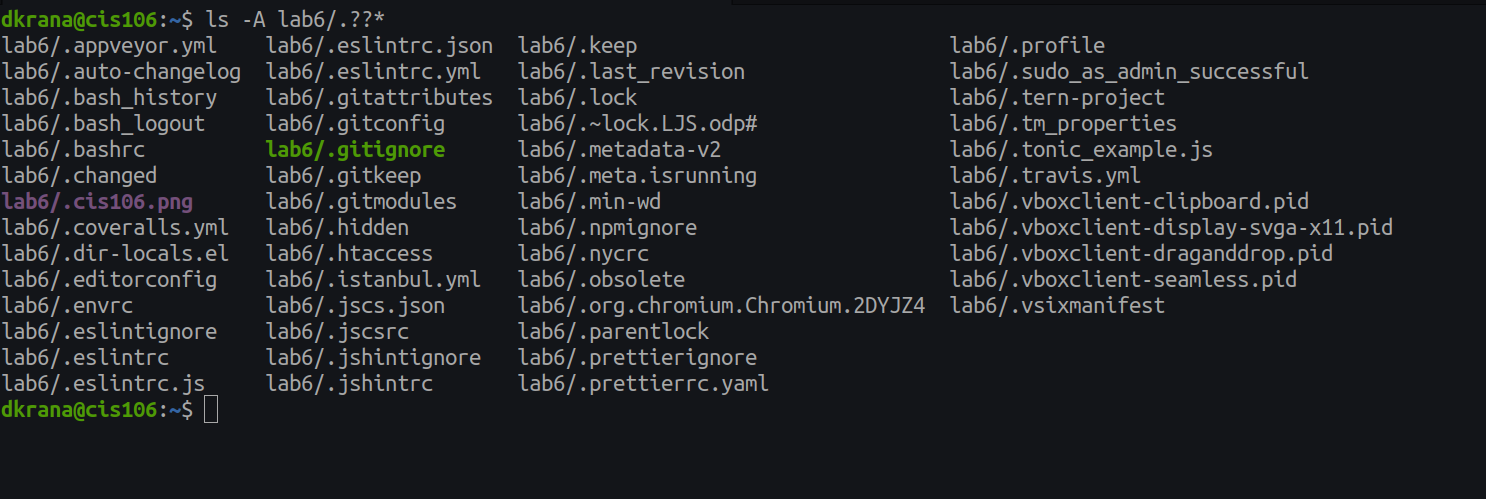 dkrana@cis106:~$ ls -A lab6/.??*
lab6/.appveyor.yml lab6/.eslintrc.json lab6/.keep lab6/.profile
lab6/.auto-changelog lab6/.eslintrc.yml lab6/.last_revision lab6/.sudo_as_admin_successful
lab6/.bash_history lab6/.gitattributes lab6/.lock lab6/.tern-project
lab6/.bash_logout lab6/.gitconfig lab6/.~lock.LJS.odp# lab6/.tm_properties
lab6/.bashrc lab6/.gitignore lab6/.metadata-v2 lab6/.tonic_example.js
lab6/.changed lab6/.gitkeep lab6/.meta.isrunning lab6/.travis.yml
lab6/.cis106.png lab6/.gitmodules lab6/.min-wd lab6/.vboxclient-clipboard.pid
lab6/.coveralls.yml lab6/.hidden lab6/.npmignore lab6/.vboxclient-display-svga-x11.pid
lab6/.dir-locals.el lab6/.htaccess lab6/.nycrc lab6/.vboxclient-draganddrop.pid
lab6/.editorconfig lab6/.istanbul.yml lab6/.obsolete lab6/.vboxclient-seamless.pid
lab6/.envrc lab6/.jscs.json lab6/.org.chromium.Chromium.2DYJZ4 lab6/.vsixmanifest
lab6/.eslintignore lab6/.jscsrc lab6/.parentlock
lab6/.eslintrc lab6/.jshintignore lab6/.prettierignore
lab6/.eslintrc.js lab6/.jshintrc lab6/.prettierrc.yaml
dkrana@cis106:~$